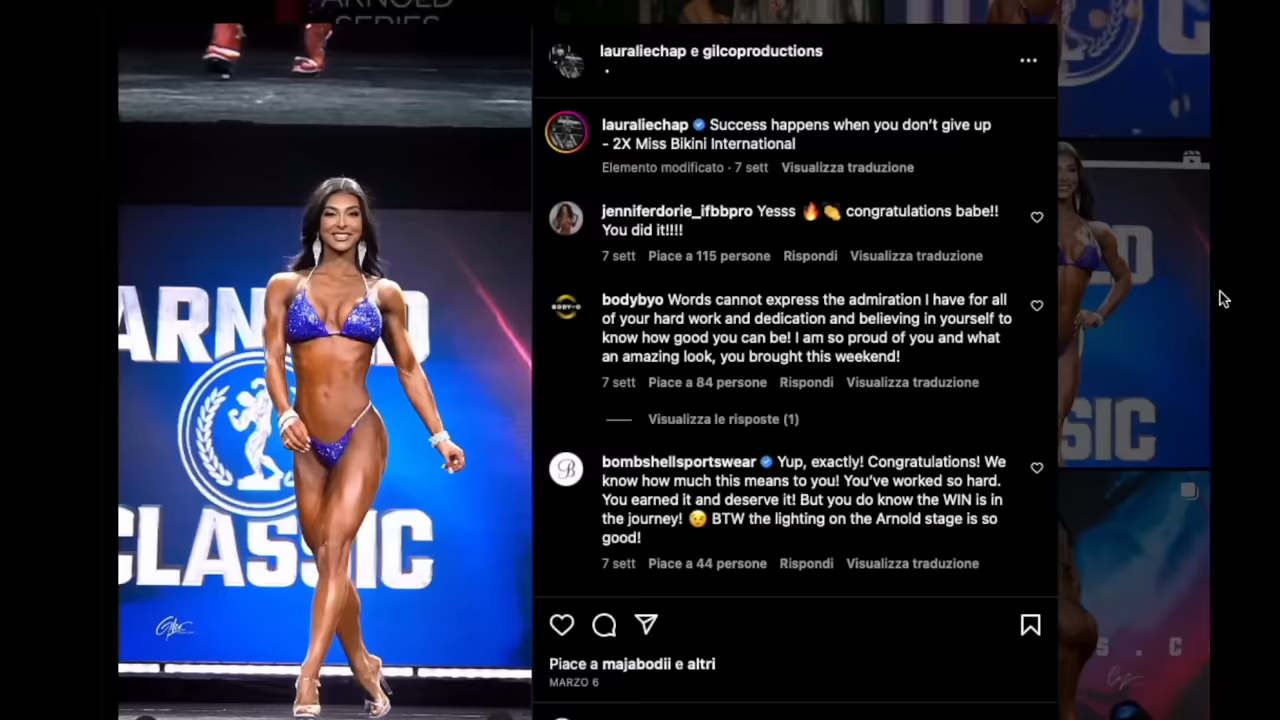 ARNOLD
SERIES
lauraliechap e gilcoproductions
lauraliechap Success happens when you don't give up
- 2X Miss Bikini International
Elemento modificato · 7 sett Visualizza traduzione
jenniferdorie_ifbbpro Yesss 🔥👏 congratulations babe!!
You did it!!!!
7 sett Piace a 115 persone Rispondi Visualizza traduzione
BODY-O
bodybyo Words cannot express the admiration I have for all
of your hard work and dedication and believing in yourself to
know how good you can be! I am so proud of you and what
an amazing look, you brought this weekend!
7 sett Piace a 84 persone Rispondi Visualizza traduzione
Visualizza le risposte (1)
B
bombshellsportswear Yup, exactly! Congratulations! We
know how much this means to you! You've worked so hard.
You earned it and deserve it! But you do know the WIN is in
the journey! 😉 BTW the lighting on the Arnold stage is so
good!
7 sett Piace a 44 persone Rispondi Visualizza traduzione
Piace a majabodii e altri
MARZO 6
ARN D
CLASSIC
C
D
SIC
S . C